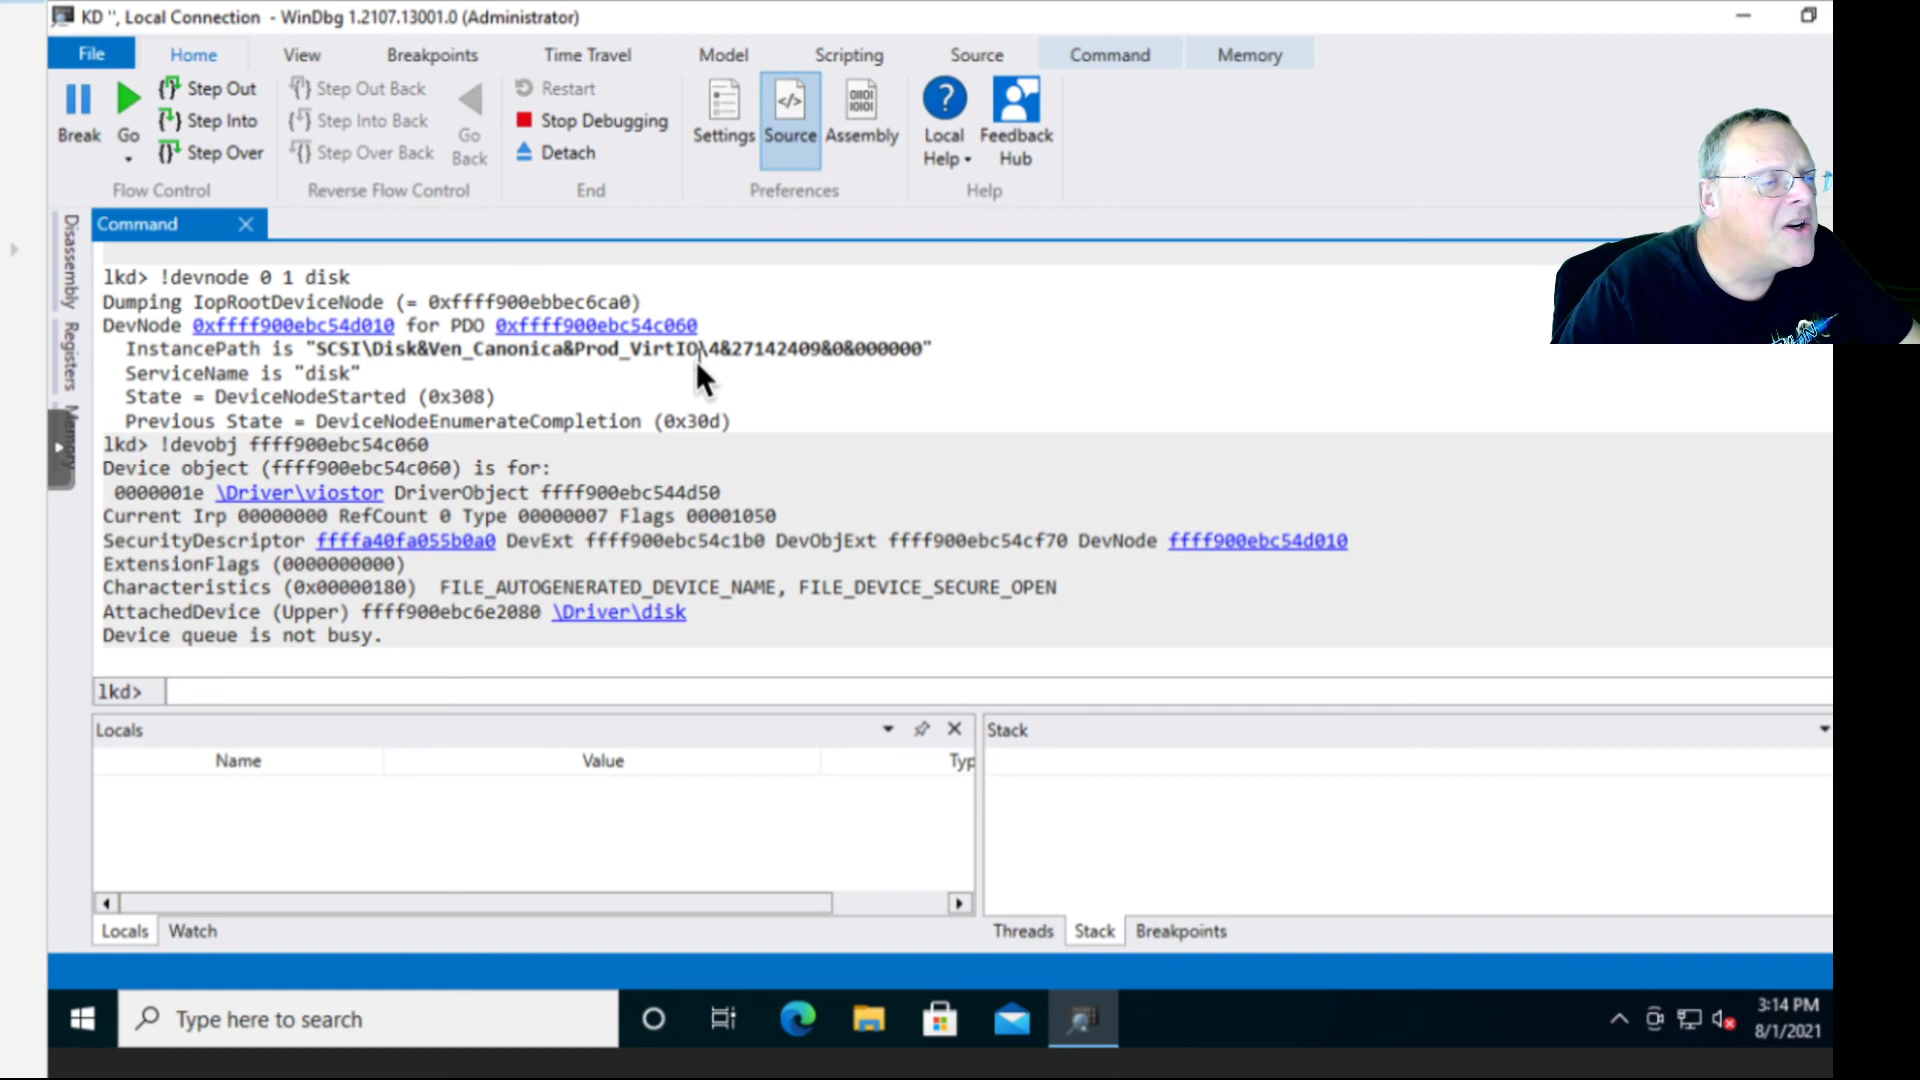 KD '', Local Connection - WinDbg 1.2107.13001.0 (Administrator)
File Home View Breakpoints Time Travel Model Scripting Source Command Memory
Break
Go
Step Out
Step Into
Step Over
Flow Control
Step Out Back
Step Into Back
Step Over Back
Go Back
Reverse Flow Control
Restart
Stop Debugging
Detach
End
Settings Source Assembly
Preferences
Local Help
Feedback Hub
Help
Disassembly
Registers
Memory
Command
lkd> !devnode 0 1 disk
Dumping IopRootDeviceNode (= 0xffff900ebbec6ca0)
DevNode 0xffff900ebc54d010 for PDO 0xffff900ebc54c060
InstancePath is "SCSI\Disk&Ven_Canonica&Prod_VirtIO\4&27142409&0&000000"
ServiceName is "disk"
State = DeviceNodeStarted (0x308)
Previous State = DeviceNodeEnumerateCompletion (0x30d)
lkd> !devobj ffff900ebc54c060
Device object (ffff900ebc54c060) is for:
0000001e \Driver\viostor DriverObject ffff900ebc544d50
Current Irp 00000000 RefCount 0 Type 00000007 Flags 00001050
SecurityDescriptor ffffa40fa055b0a0 DevExt ffff900ebc54c1b0 DevObjExt ffff900ebc54cf70 DevNode ffff900ebc54d010
ExtensionFlags (0000000000)
Characteristics (0x00000180) FILE_AUTOGENERATED_DEVICE_NAME, FILE_DEVICE_SECURE_OPEN
AttachedDevice (Upper) ffff900ebc6e2080 \Driver\disk
Device queue is not busy.
lkd>
Locals
Name Value Typ
Locals Watch
Stack
Threads Stack Breakpoints
Type here to search
3:14 PM
8/1/2021